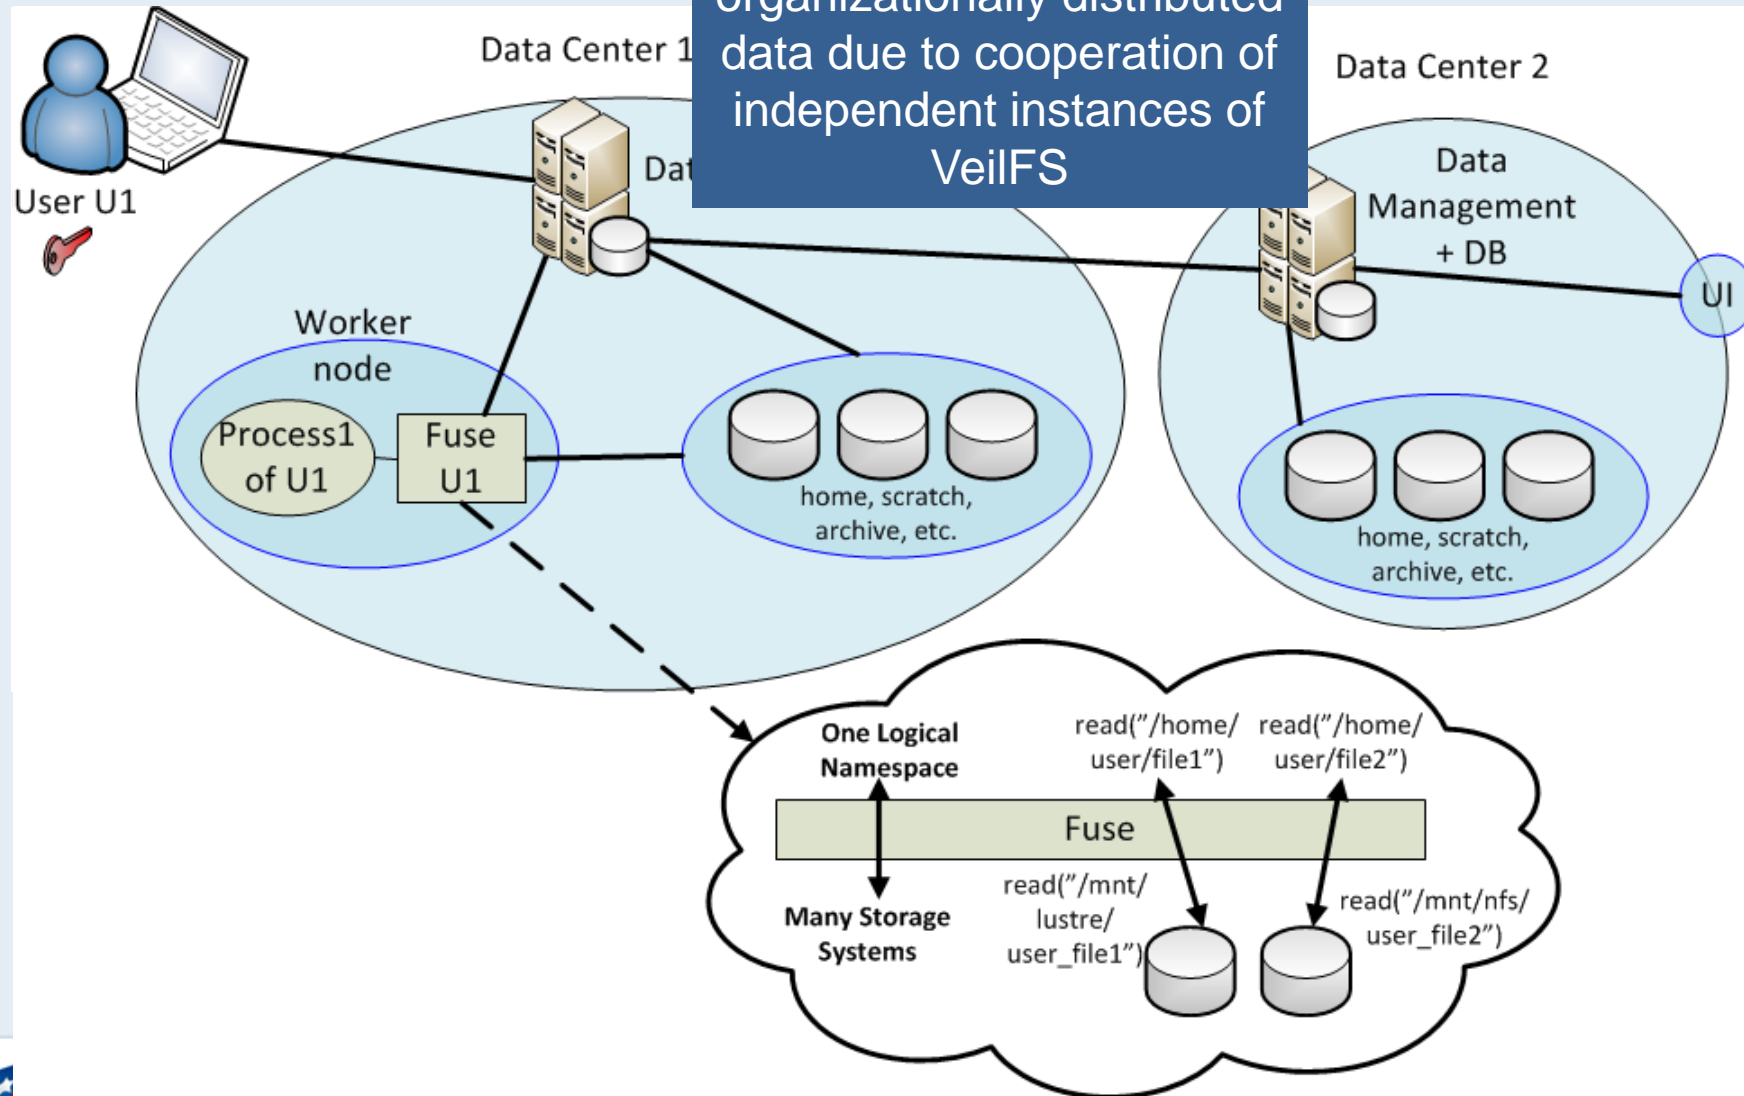 organizationally distributed
data due to cooperation of
independent instances of
VeilFS
Data Center 1
Data Center 2
User U1
Data
Management
+ DB
UI
Worker
node
Process1
of U1
Fuse
U1
home, scratch,
archive, etc.
home, scratch,
archive, etc.
One Logical
Namespace
read("/home/
user/file1")
read("/home/
user/file2")
Fuse
Many Storage
Systems
read("/mnt/
lustre/
user_file1")
read("/mnt/nfs/
user_file2")